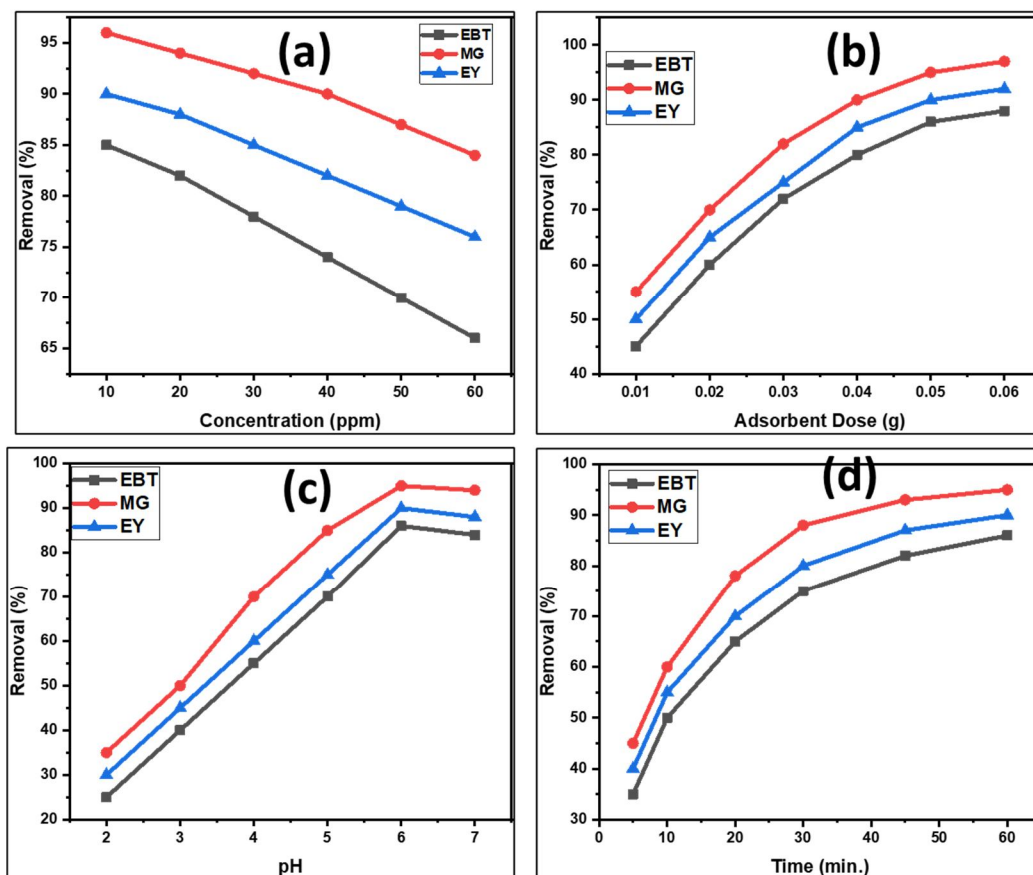 (a)
EBT
MG
EY
Removal (%)
95
90
85
80
75
70
65
10 20 30 40 50 60
Concentration (ppm)
(b)
EBT
MG
EY
Removal (%)
100
90
80
70
60
50
40
0.01 0.02 0.03 0.04 0.05 0.06
Adsorbent Dose (g)
(c)
EBT
MG
EY
Removal (%)
100
90
80
70
60
50
40
30
20
2 3 4 5 6 7
pH
(d)
EBT
MG
EY
Removal (%)
100
90
80
70
60
50
40
30
0 10 20 30 40 50 60
Time (min.)